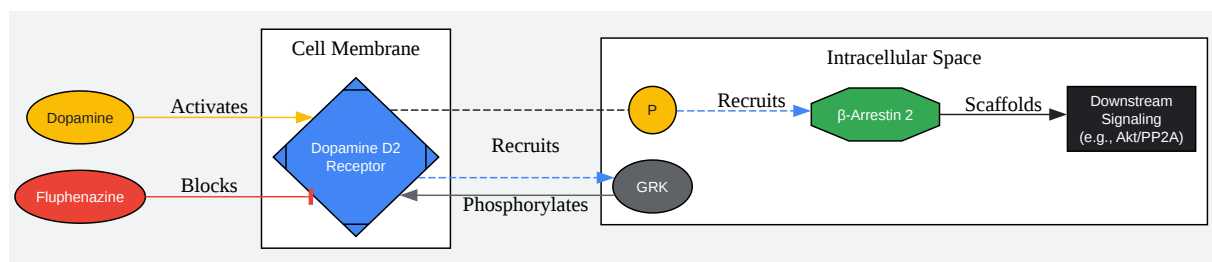 Cell Membrane
Intracellular Space
Dopamine
Activates
Dopamine D2
Receptor
Fluphenazine
Blocks
Recruits
Phosphorylates
P
GRK
Recruits
β-Arrestin 2
Scaffolds
Downstream
Signaling
(e.g., Akt/PP2A)